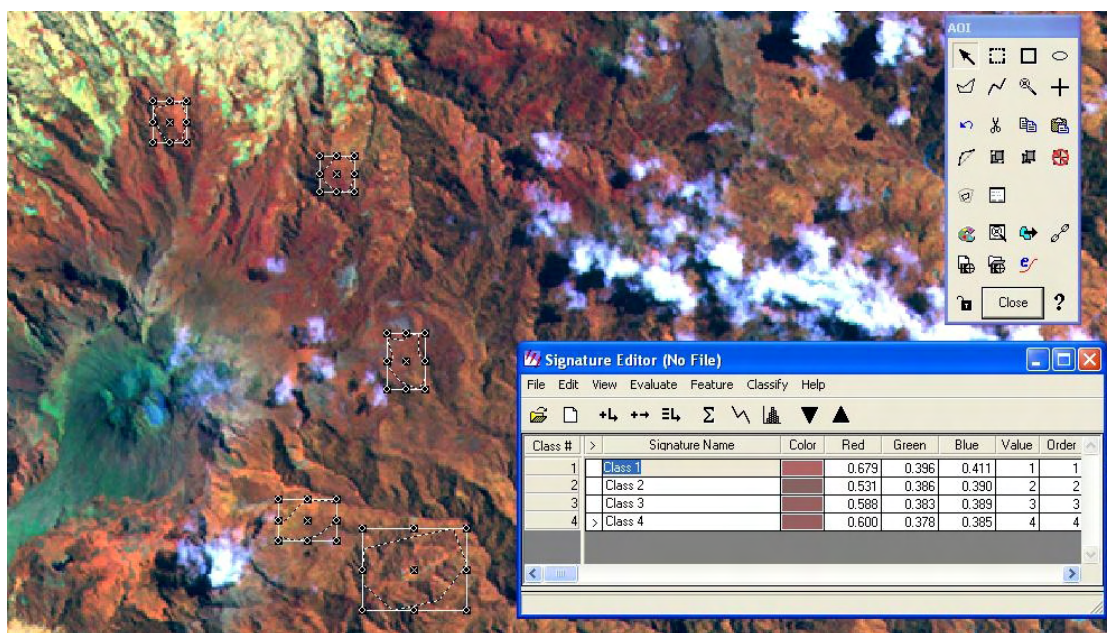 AOI
Close
Signature Editor (No File)
File Edit View Evaluate Feature Classify Help
Class # > Signature Name Color Red Green Blue Value Order
1 Class 1 0.679 0.396 0.411 1 1
2 Class 2 0.531 0.386 0.390 2 2
3 Class 3 0.588 0.383 0.389 3 3
4 > Class 4 0.600 0.378 0.385 4 4